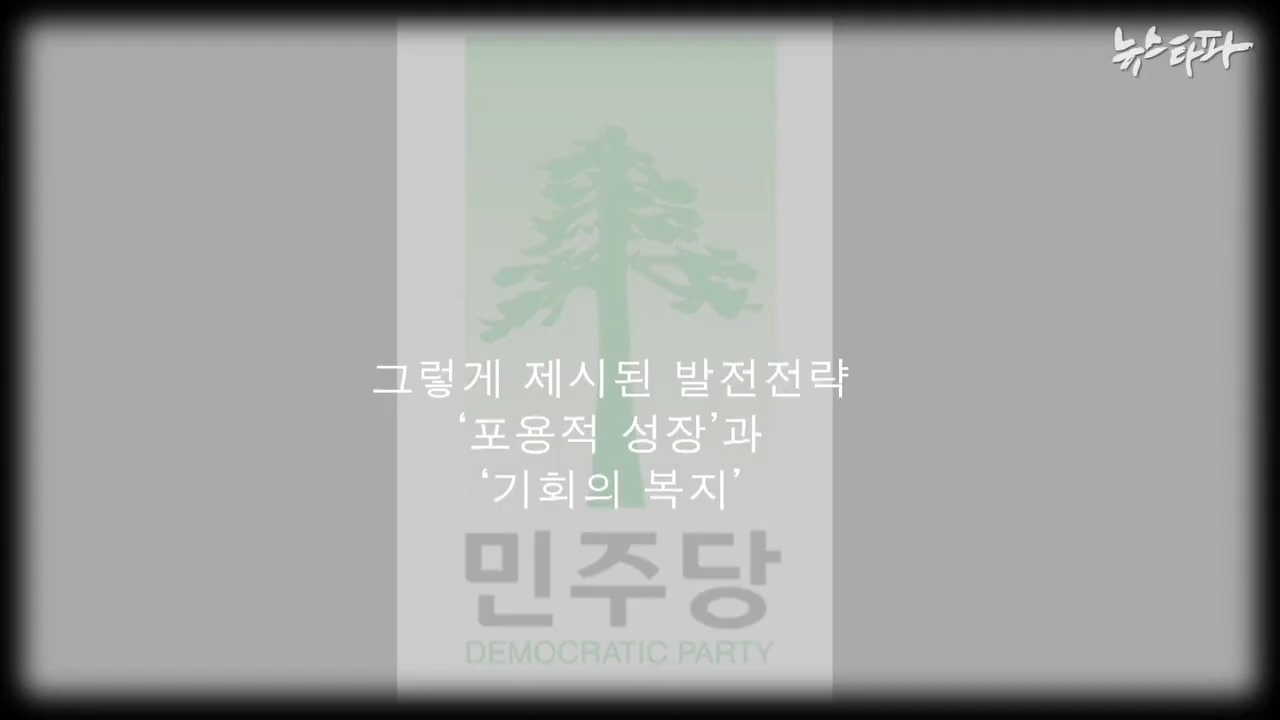 뉴스타파
그렇게 제시된 발전전략
‘포용적 성장’과
‘기회의 복지’
민주당
DEMOCRATIC PARTY